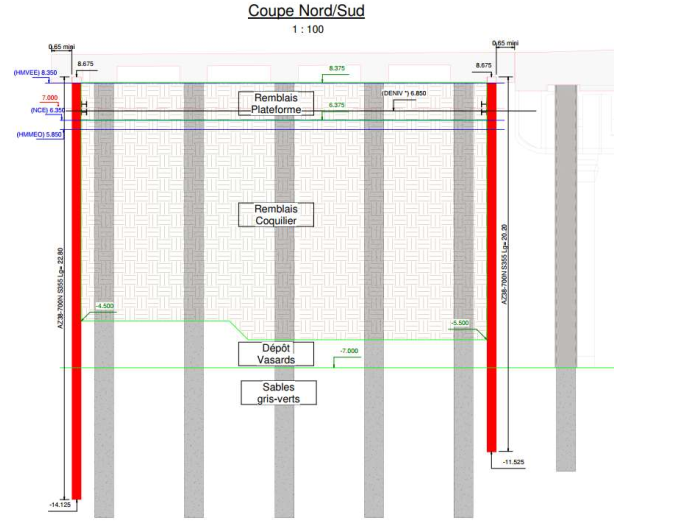 Coupe Nord/Sud
1 : 100
0,65 mini
0,65 mini
8.675
8.675
(HMVEE) 8.350
8.375
7.000
Remblais
Plateforme
(DENIV *) 6.850
(NCE) 6.350
6.375
(HMMEO) 5.850
Remblais
Coquilier
AZ38-700N S355 Lg= 22.80
AZ38-700N S355 Lg= 20.20
-4.500
-5.500
Dépôt
Vasards
-7.000
Sables
gris-verts
-11.525
-14.125